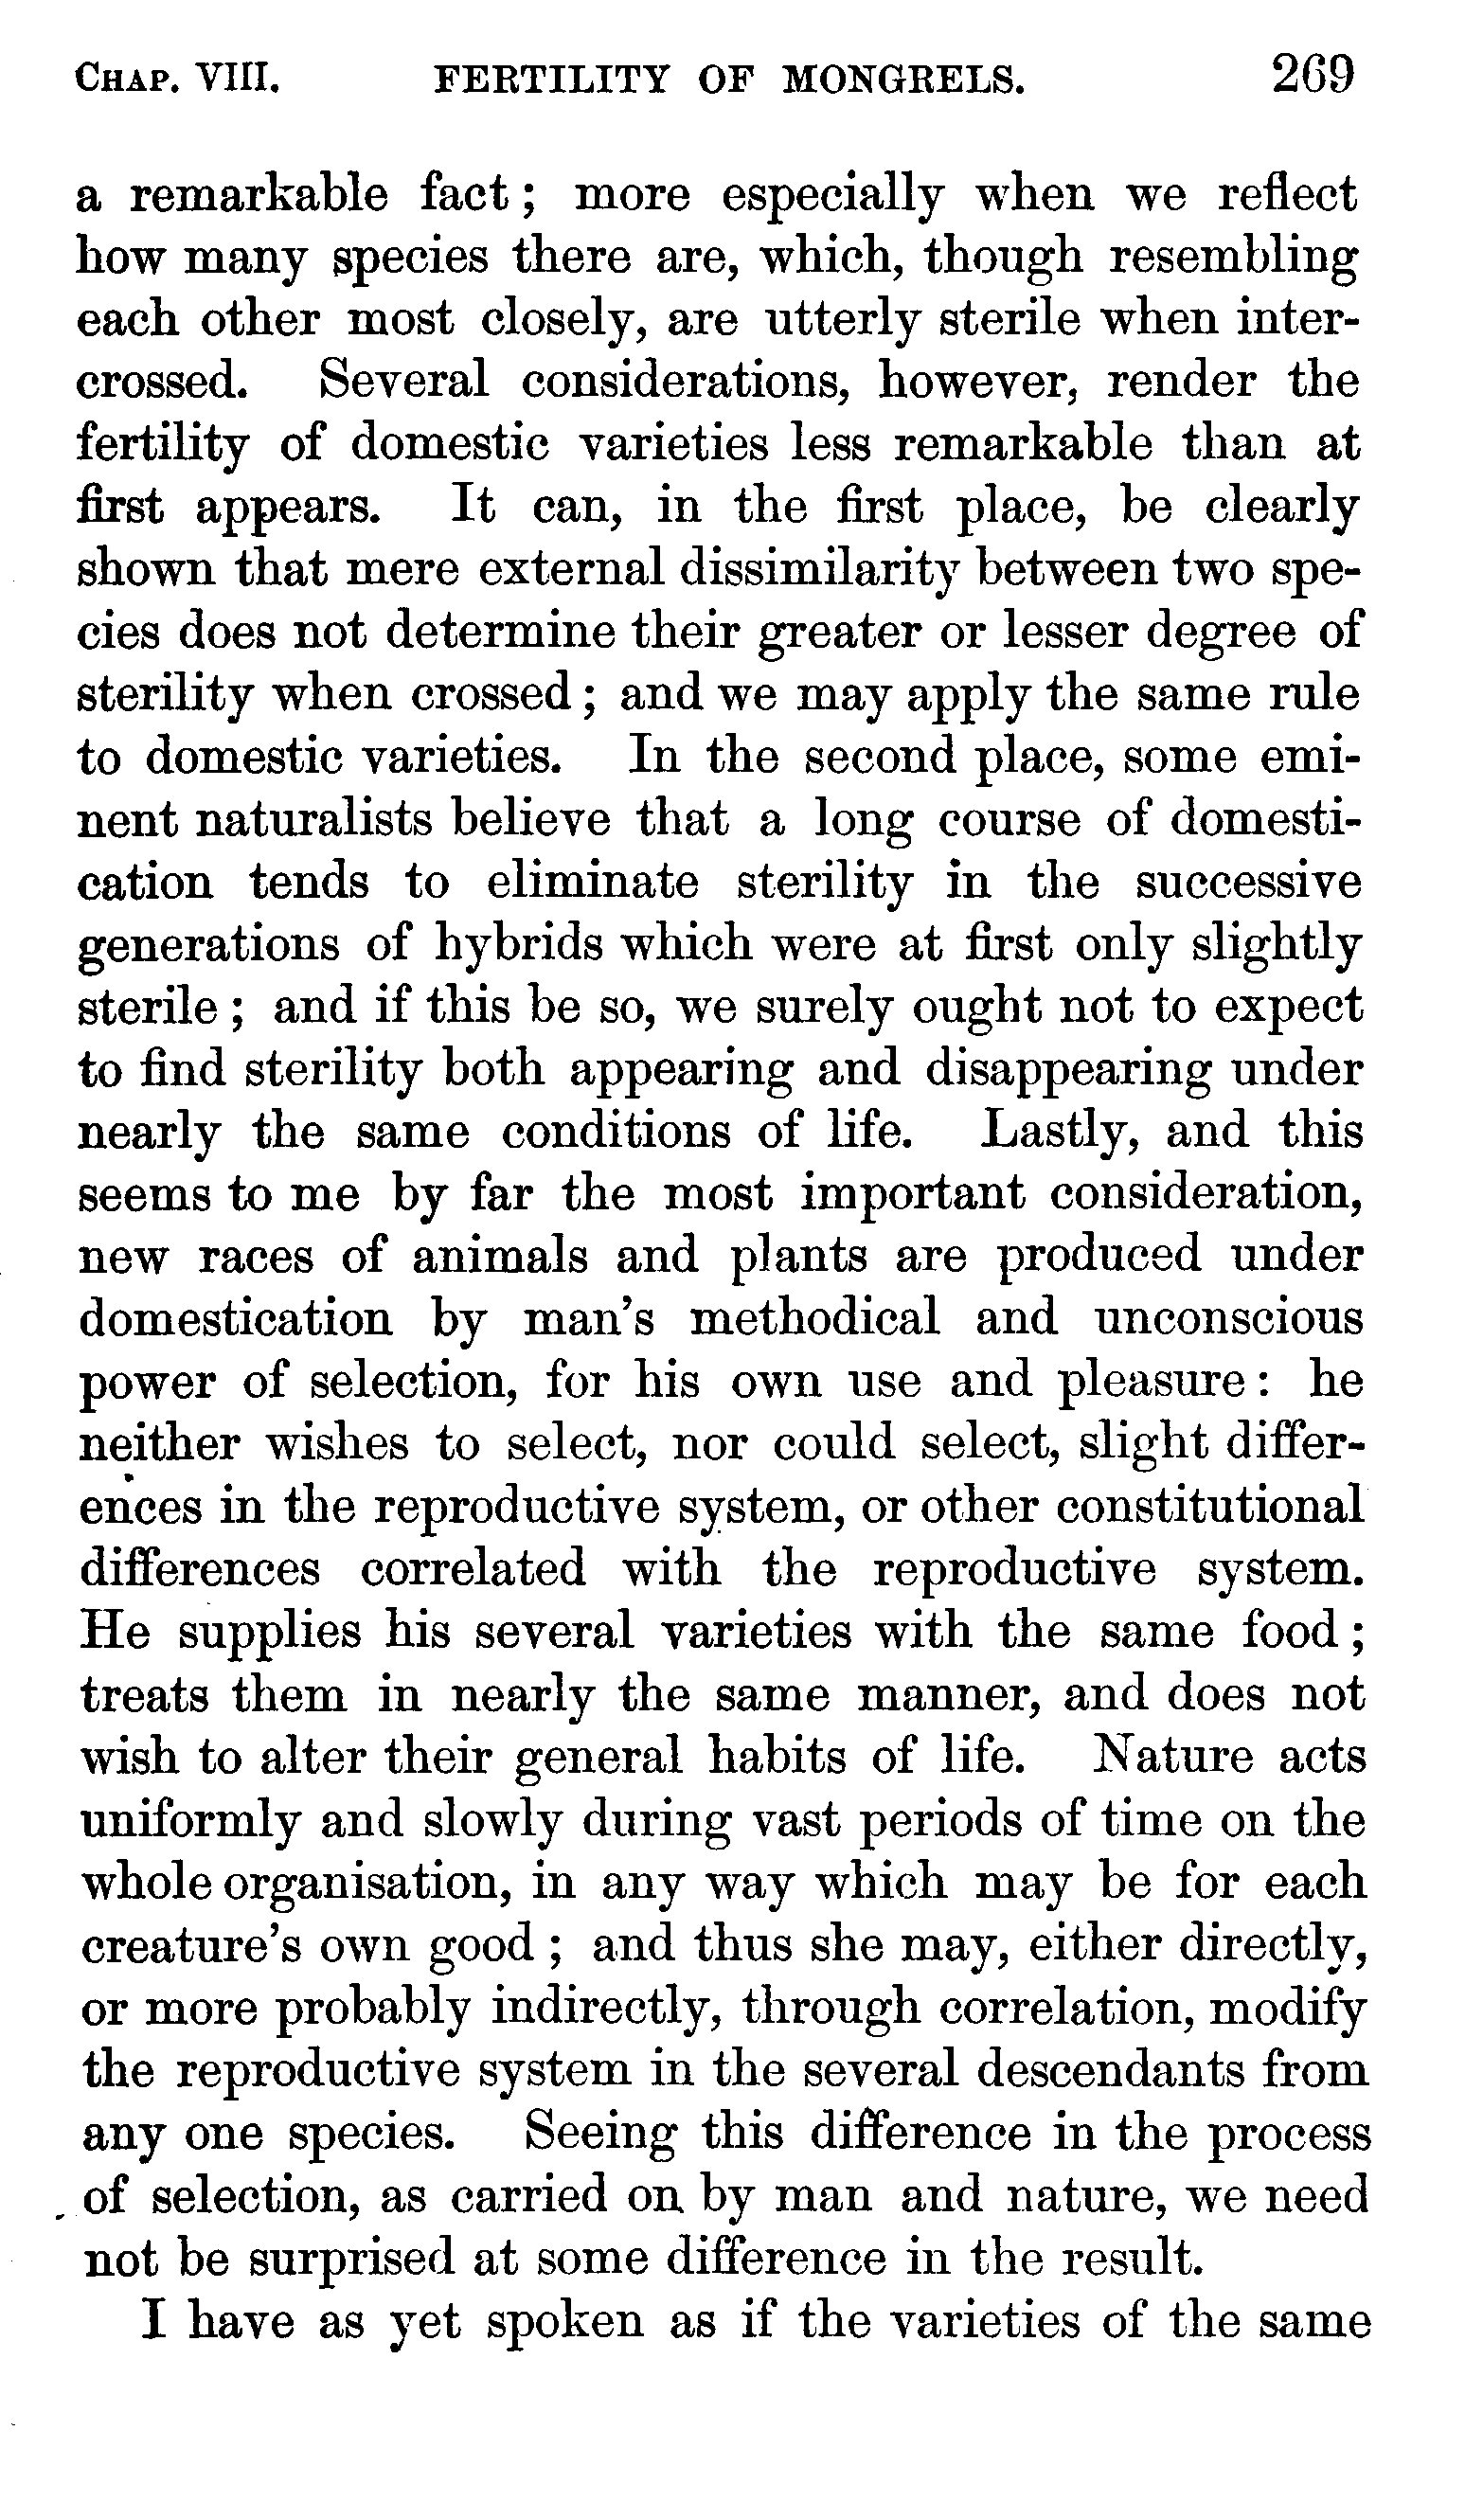 CHAP. VIII. FERTILITY OF MONGRELS. 269
a remarkable fact; more especially when we reflect
how many species there are, which, though resembling
each other most closely, are utterly sterile when inter-
crossed. Several considerations, however, render the
fertility of domestic varieties less remarkable than at
first appears. It can, in the first place, be clearly
shown that mere external dissimilarity between two spe-
cies does not determine their greater or lesser degree of
sterility when crossed; and we may apply the same rule
to domestic varieties. In the second place, some emi-
nent naturalists believe that a long course of domesti-
cation tends to eliminate sterility in the successive
generations of hybrids which were at first only slightly
sterile; and if this be so, we surely ought not to expect
to find sterility both appearing and disappearing under
nearly the same conditions of life. Lastly, and this
seems to me by far the most important consideration,
new races of animals and plants are produced under
domestication by man's methodical and unconscious
power of selection, for his own use and pleasure: he
neither wishes to select, nor could select, slight differ-
ences in the reproductive system, or other constitutional
differences correlated with the reproductive system.
He supplies his several varieties with the same food;
treats them in nearly the same manner, and does not
wish to alter their general habits of life. Nature acts
uniformly and slowly during vast periods of time on the
whole organisation, in any way which may be for each
creature's own good; and thus she may, either directly,
or more probably indirectly, through correlation, modify
the reproductive system in the several descendants from
any one species. Seeing this difference in the process
of selection, as carried on by man and nature, we need
not be surprised at some difference in the result.
I have as yet spoken as if the varieties of the same